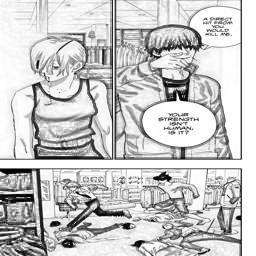 A DIRECT
HIT FROM
YOU
WOULD
KILL ME.
YOUR
STRENGTH
ISN'T
HUMAN,
IS IT?